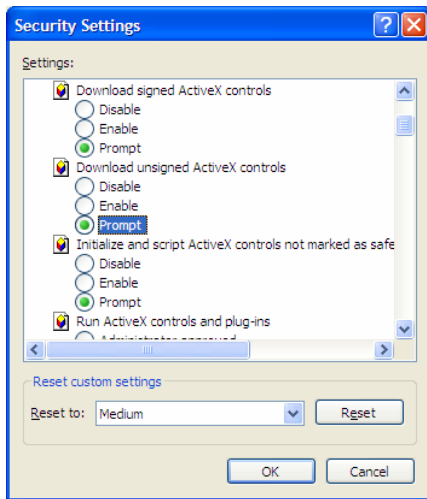 Security Settings
Settings:
Download signed ActiveX controls
Disable
Enable
Prompt
Download unsigned ActiveX controls
Disable
Enable
Prompt
Initialize and script ActiveX controls not marked as safe
Disable
Enable
Prompt
Run ActiveX controls and plug-ins
Administrator approved
Reset custom settings
Reset to: Medium Reset
OK Cancel